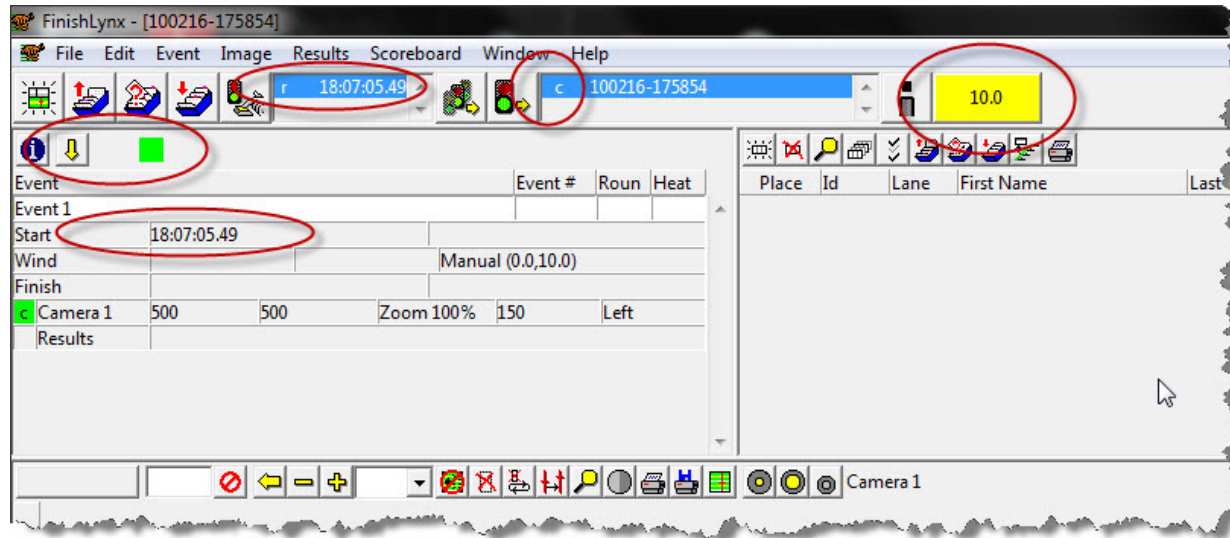 FinishLynx - [100216-175854]
File Edit Event Image Results Scoreboard Window Help
r 18:07:05.49 c 100216-175854 10.0
Event Event # Roun Heat Place Id Lane First Name Last
Event 1
Start 18:07:05.49
Wind Manual (0.0,10.0)
Finish
c Camera 1 500 500 Zoom 100% 150 Left
Results
Camera 1